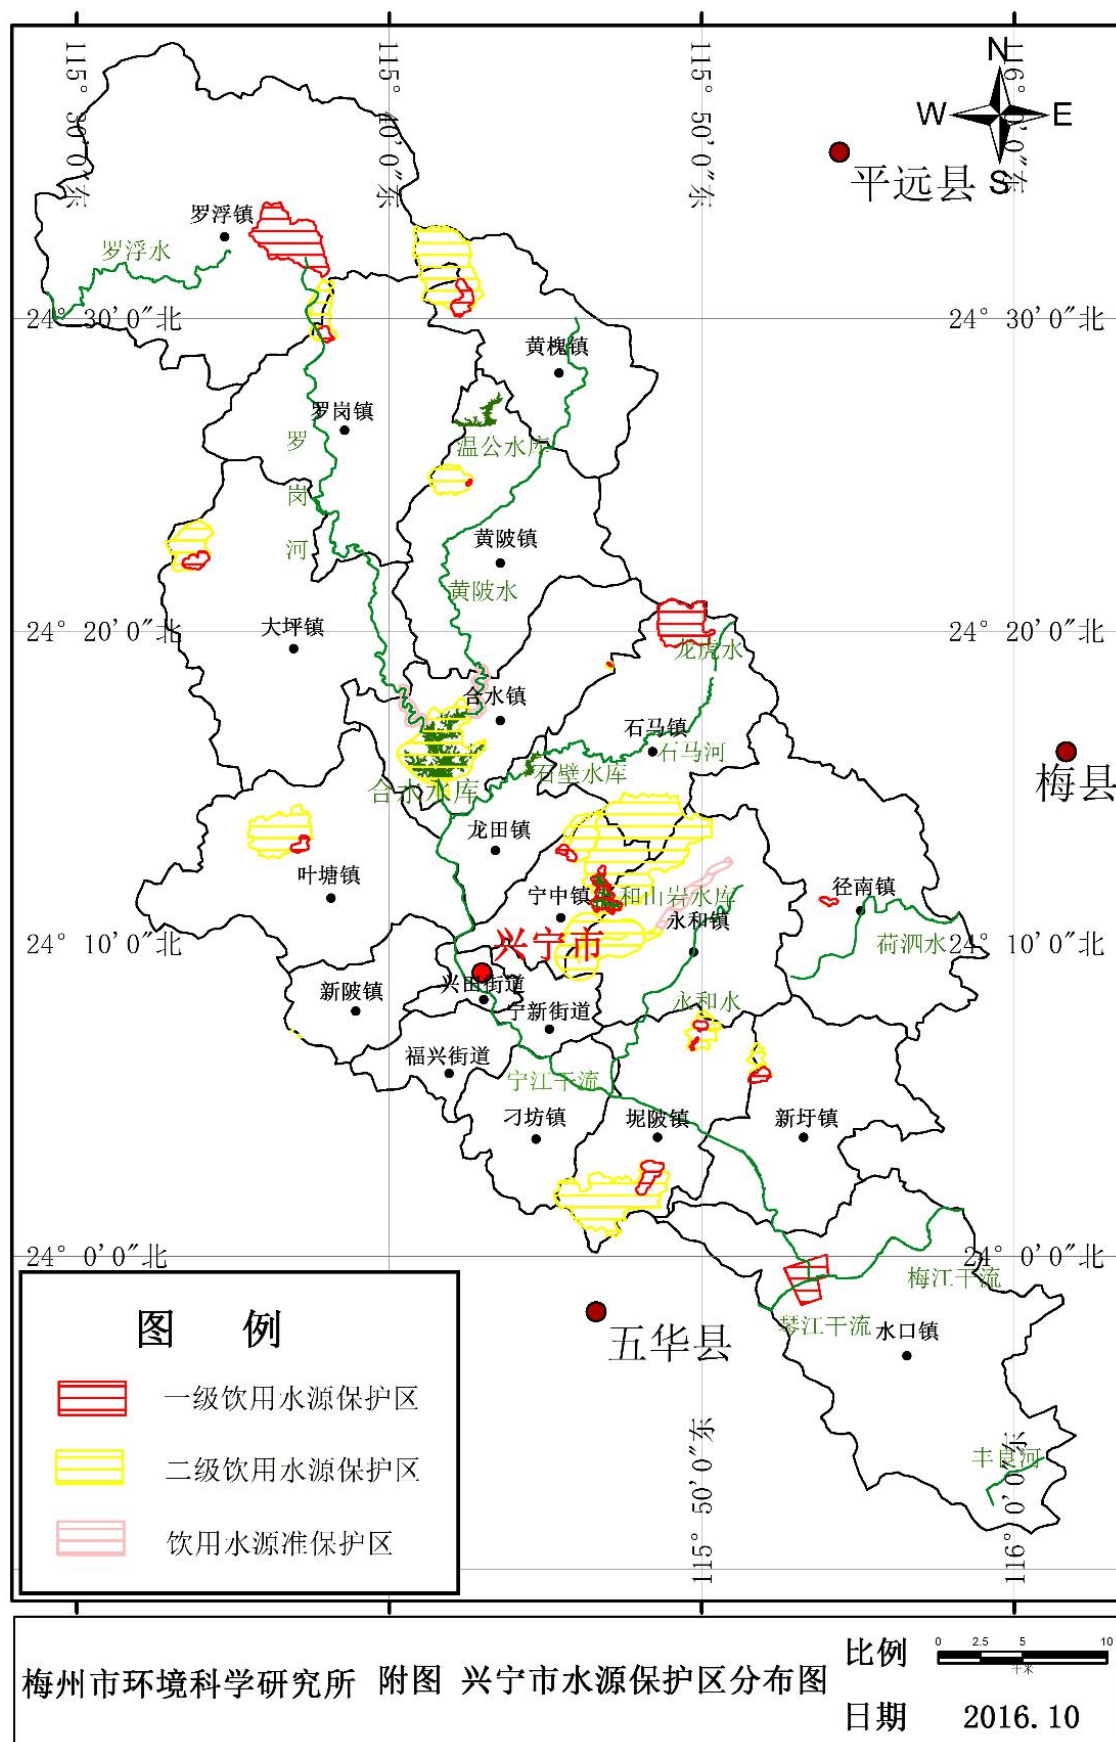 115° 30'0"东
115° 40'0"东
115° 50'0"东
116° 0'0"东
N
W
E
S
平远县
罗浮镇
罗浮水
24° 30'0"北
24° 30'0"北
黄槐镇
罗岗镇
罗岗河
温公水库
黄陂镇
黄陂水
大坪镇
24° 20'0"北
24° 20'0"北
龙虎水
合水镇
石马镇
石马河
石壁水库
梅县
合水水库
龙田镇
叶塘镇
宁中镇
和山岩水库
径南镇
永和镇
荷泗水
24° 10'0"北
24° 10'0"北
兴宁市
兴田街道
新陂镇
宁新街道
永和水
福兴街道
宁江干流
刁坊镇
坭陂镇
新圩镇
24° 0'0"北
24° 0'0"北
梅江干流
琴江干流
水口镇
五华县
丰良河
115° 50'0"东
116° 0'0"东
图 例
一级饮用水源保护区
二级饮用水源保护区
饮用水源准保护区
梅州市环境科学研究所 附图 兴宁市水源保护区分布图
比例
0 2.5 5 10
千米
日期 2016.10